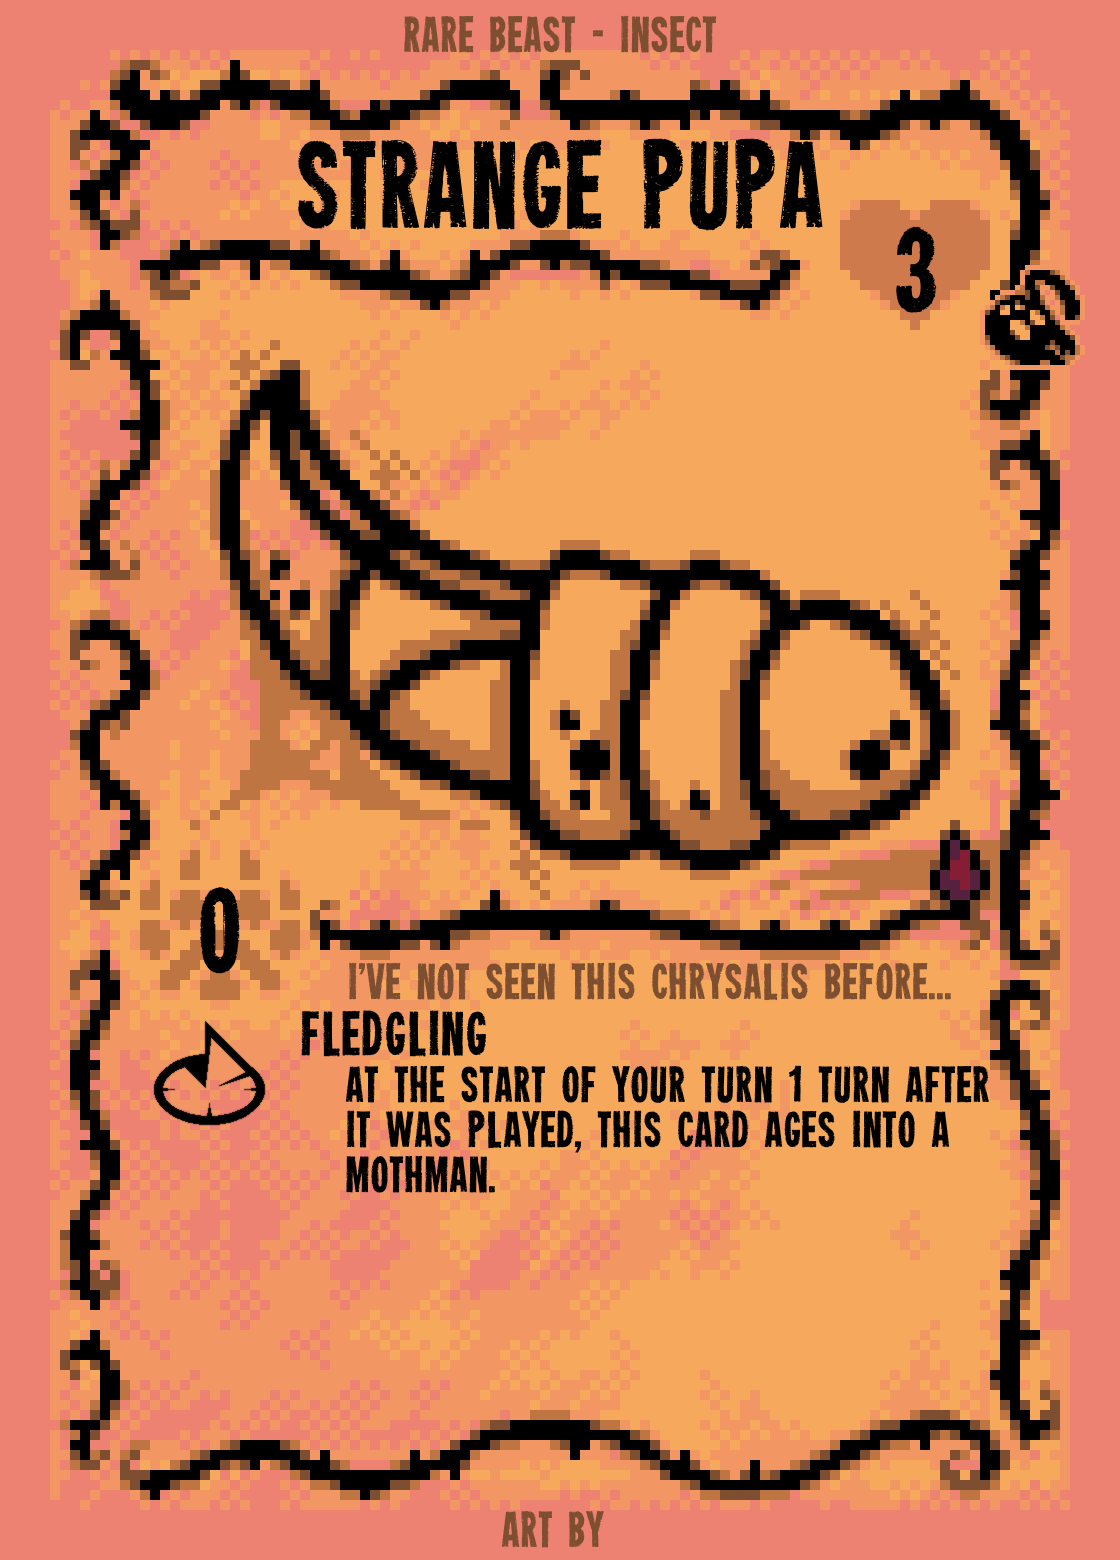 RARE BEAST - INSECT
STRANGE PUPA
3
0
I'VE NOT SEEN THIS CHRYSALIS BEFORE...
FLEDGLING
AT THE START OF YOUR TURN 1 TURN AFTER
IT WAS PLAYED, THIS CARD AGES INTO A
MOTHMAN.
ART BY